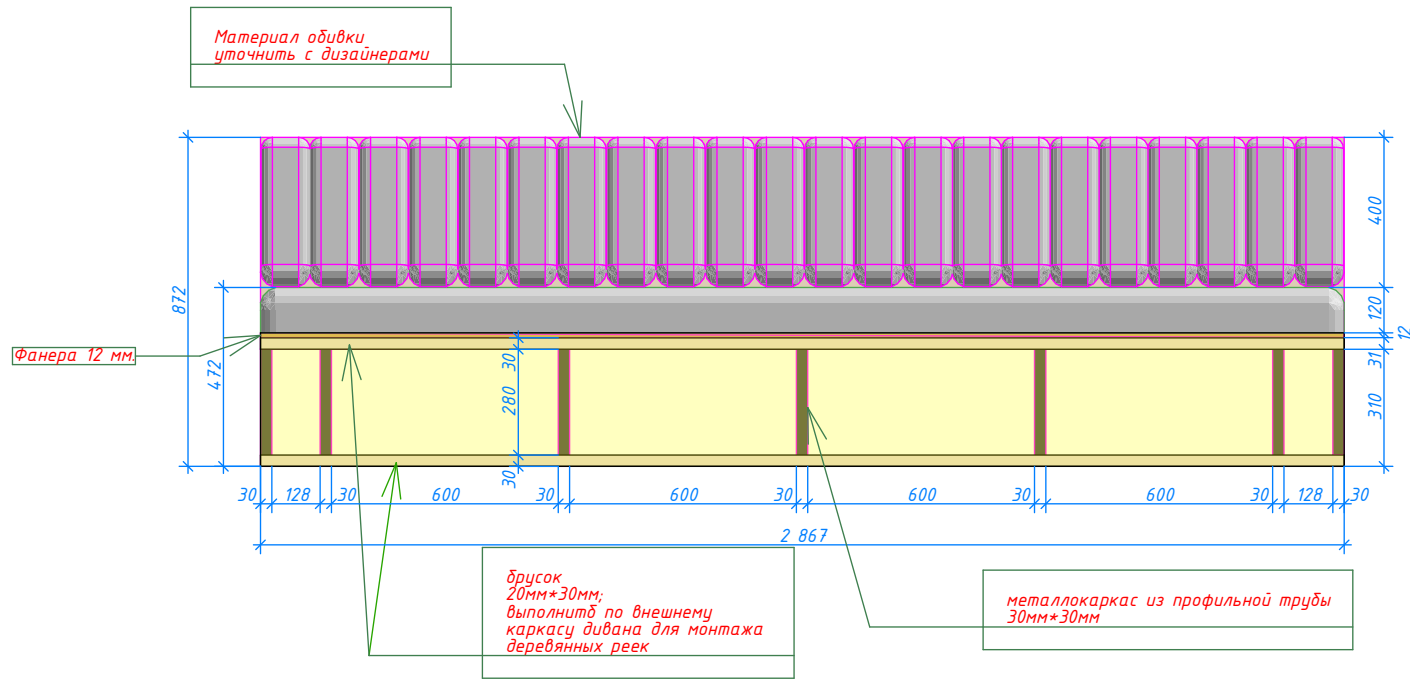 Материал обивки
уточнить с дизайнерами
872
472
400
120
12
31
310
Фанера 12 мм.
30
280
30
30 128 30 600 30 600 30 600 30 600 30 128 30
2 867
брусок
20мм*30мм;
выполнитб по внешнему
каркасу дивана для монтажа
деревянных реек
металлокаркас из профильной трубы
30мм*30мм